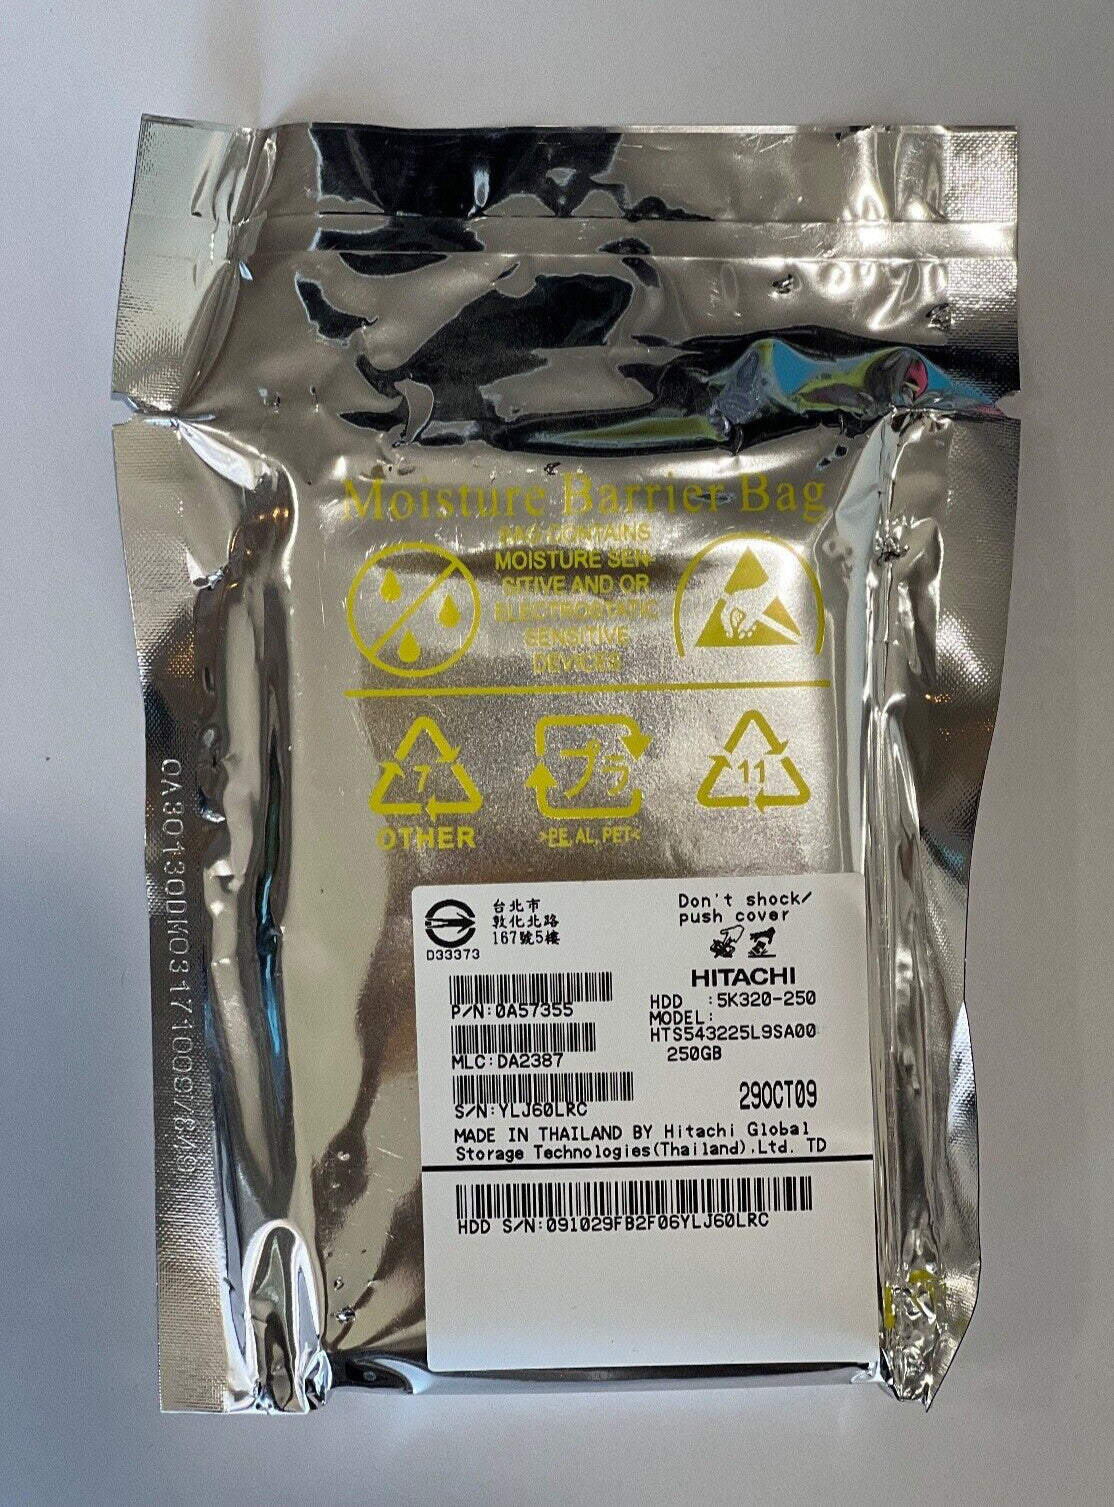 Moisture Barrier Bag
BAG CONTAINS
MOISTURE SEN-
SITIVE AND OR
ELECTROSTATIC
SENSITIVE
DEVICES
7
OTHER
プラ
>PE, AL, PET<
11
台北市
敦化北路
167號5樓
D33373
Don't shock/
push cover
HITACHI
P/N:0A57355
HDD :5K320-250
MODEL:
HTS543225L9SA00
250GB
MLC:DA2387
S/N:YLJ60LRC
29OCT09
MADE IN THAILAND BY Hitachi Global
Storage Technologies(Thailand),Ltd. TD
HDD S/N:091029FB2F06YLJ60LRC